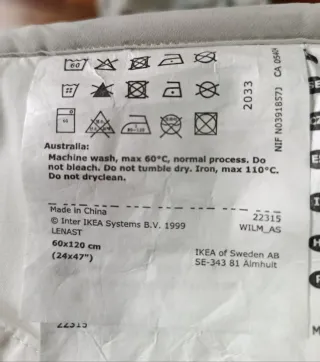 60
2033
CA 0560
NIF N0391857J
Australia:
Machine wash, max 60°C, normal process. Do
not bleach. Do not tumble dry. Iron, max 110°C.
Do not dryclean.
Made in China
22315
© Inter IKEA Systems B.V. 1999
WILM_AS
LENAST
60x120 cm
(24x47")
IKEA of Sweden AB
SE-343 81 Älmhult
22315